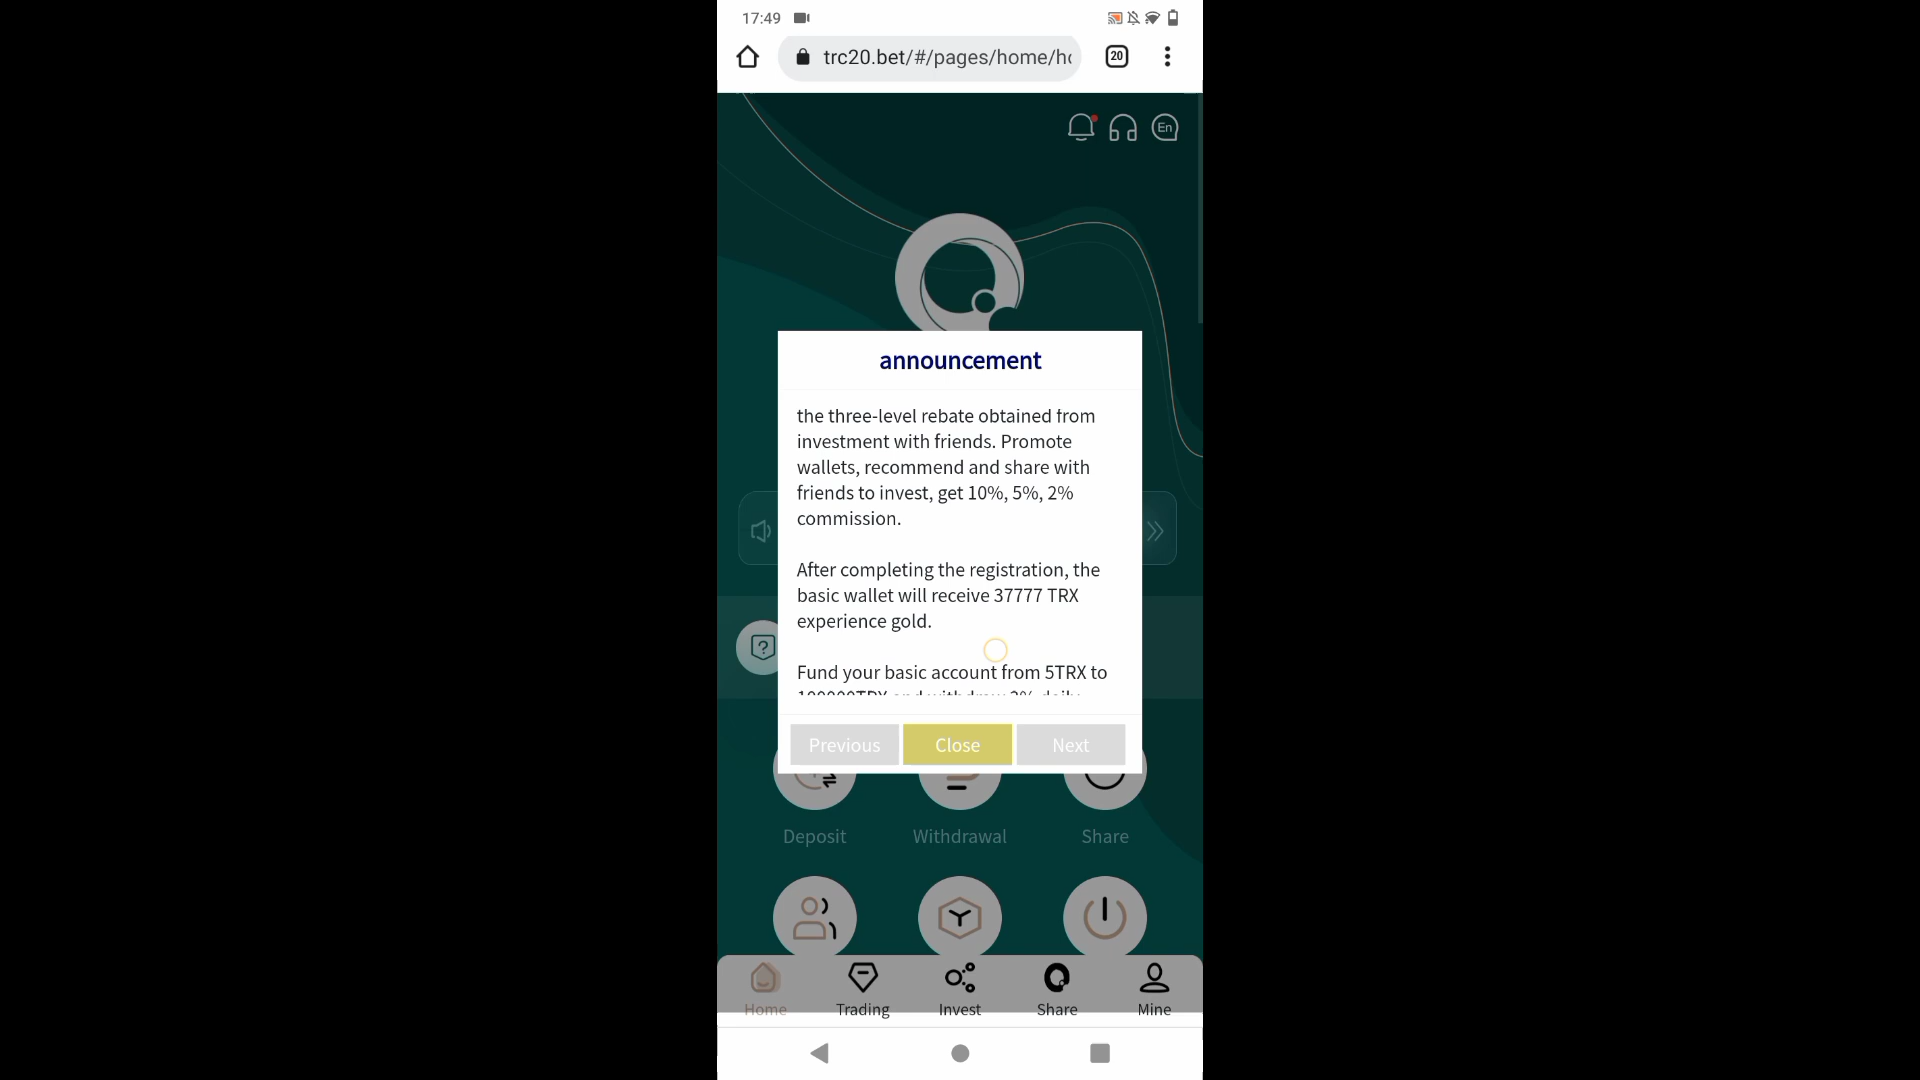 17:49
trc20.bet/#/pages/home/h
20
En
announcement
the three-level rebate obtained from
investment with friends. Promote
wallets, recommend and share with
friends to invest, get 10%, 5%, 2%
commission.
After completing the registration, the
basic wallet will receive 37777 TRX
experience gold.
Fund your basic account from 5TRX to
Previous
Close
Next
Deposit
Withdrawal
Share
Home
Trading
Invest
Share
Mine